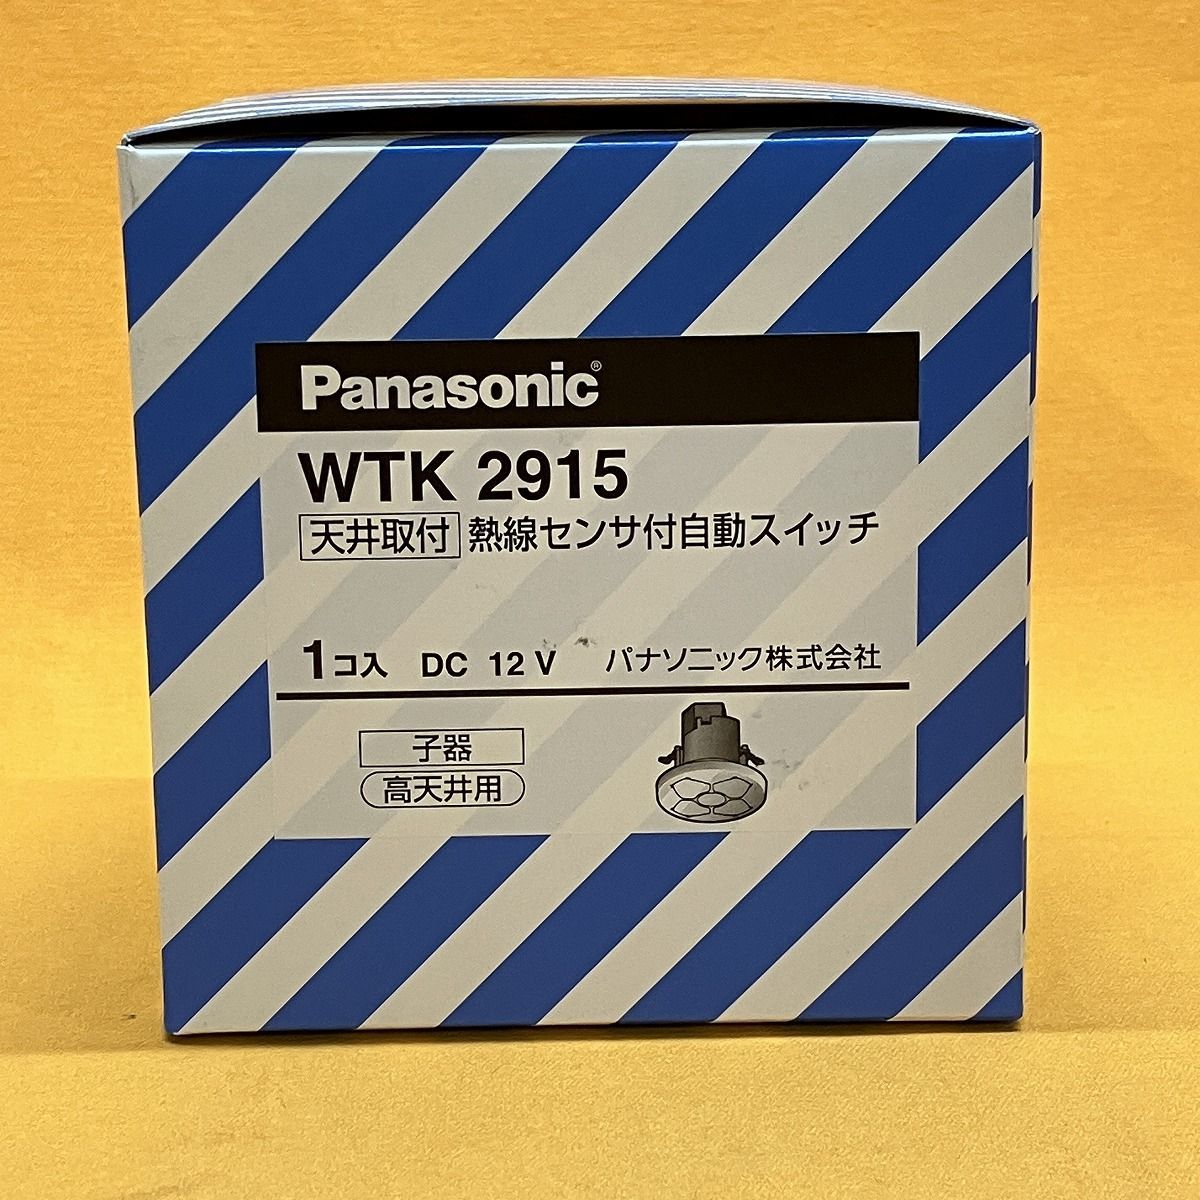 Panasonic®
WTK 2915
天井取付 熱線センサ付自動スイッチ
1コ入 DC 12 V パナソニック株式会社
子器
高天井用